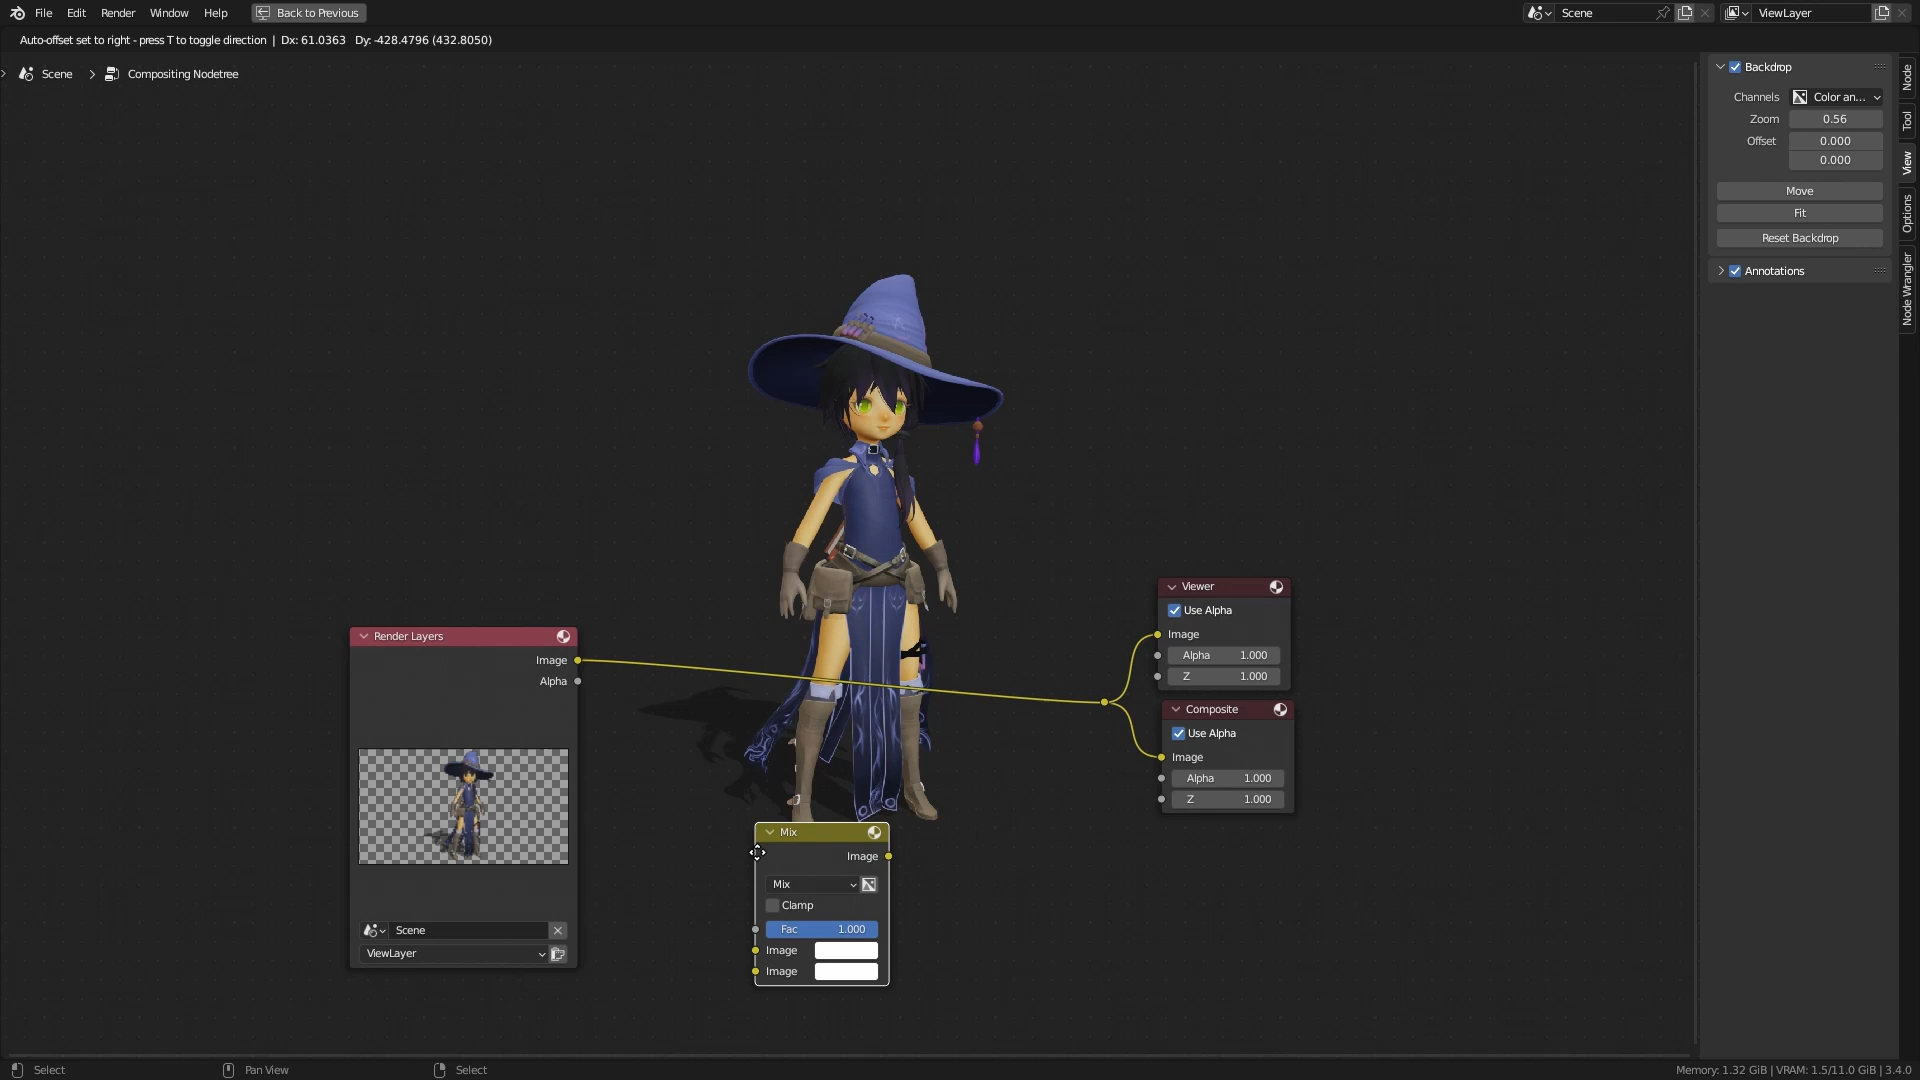 File Edit Render Window Help Back to Previous Scene ViewLayer
Auto-offset set to right - press T to toggle direction | Dx: 61.0363 Dy: -428.4796 (432.8050)
Scene Compositing Nodetree
Backdrop
Channels Color an...
Zoom 0.56
Offset 0.000
0.000
Move
Fit
Reset Backdrop
Annotations
Node
Tool
View
Options
Node Wrangler
Viewer
Use Alpha
Image
Alpha 1.000
Z 1.000
Render Layers
Image
Alpha
Scene
ViewLayer
Composite
Use Alpha
Image
Alpha 1.000
Z 1.000
Mix
Image
Mix
Clamp
Fac 1.000
Image
Image
Select Pan View Select Memory: 1.32 GiB | VRAM: 1.5/11.0 GiB | 3.4.0